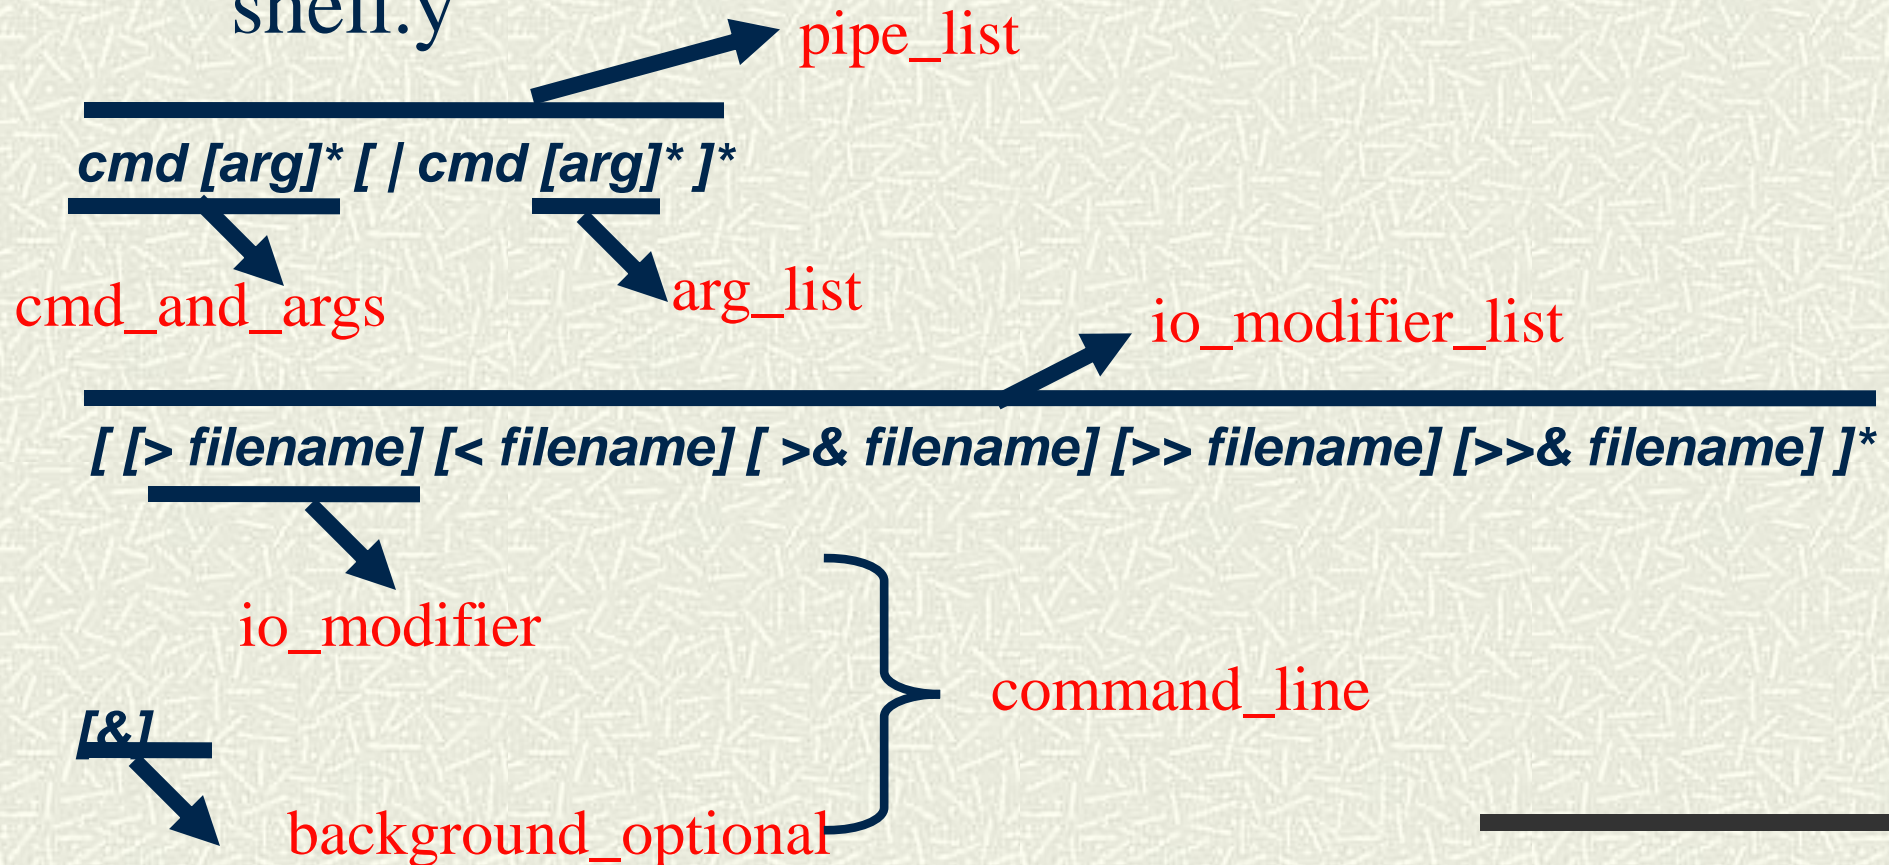 shell.y
pipe_list
cmd [arg]* [ | cmd [arg]* ]*
cmd_and_args
arg_list
io_modifier_list
[ [> filename] [< filename] [ >& filename] [>> filename] [>>& filename] ]*
io_modifier
command_line
[&]
background_optional